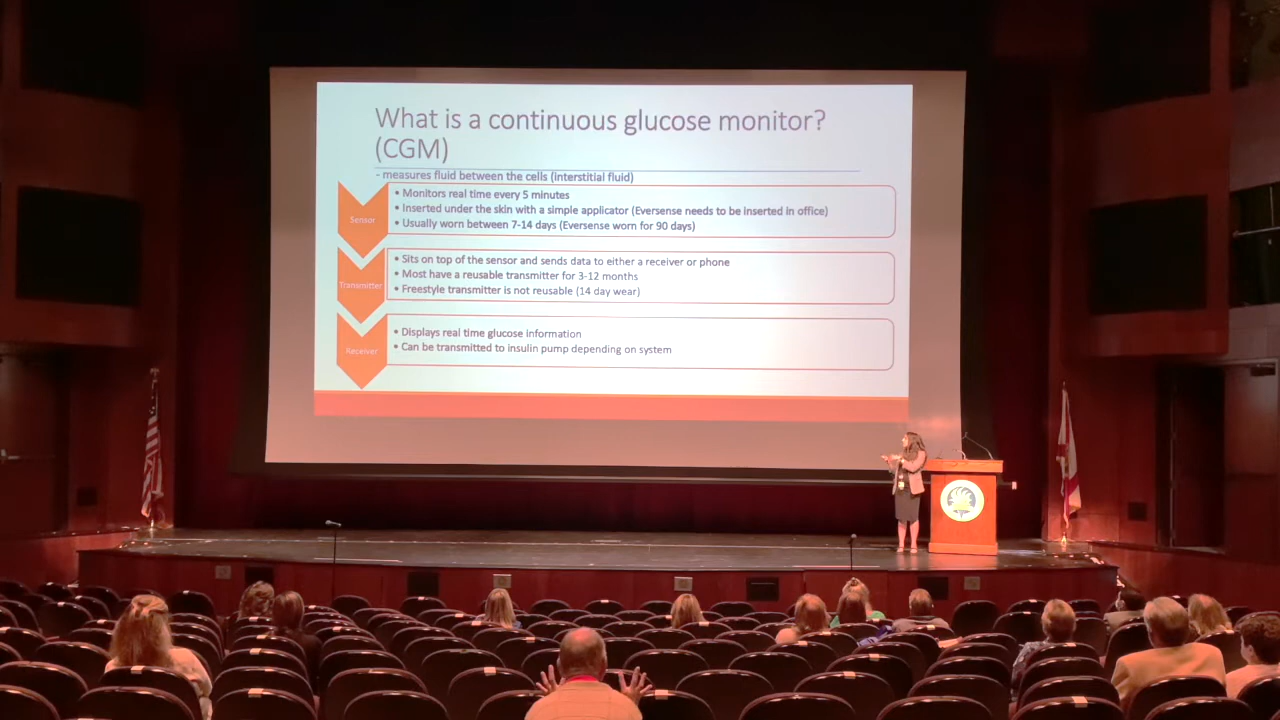 What is a continuous glucose monitor?
(CGM)
- measures fluid between the cells (interstitial fluid)
Sensor
• Monitors real time every 5 minutes
• Inserted under the skin with a simple applicator (Eversense needs to be inserted in office)
• Usually worn between 7-14 days (Eversense worn for 90 days)
Transmitter
• Sits on top of the sensor and sends data to either a receiver or phone
• Most have a reusable transmitter for 3-12 months
• Freestyle transmitter is not reusable (14 day wear)
Receiver
• Displays real time glucose information
• Can be transmitted to insulin pump depending on system